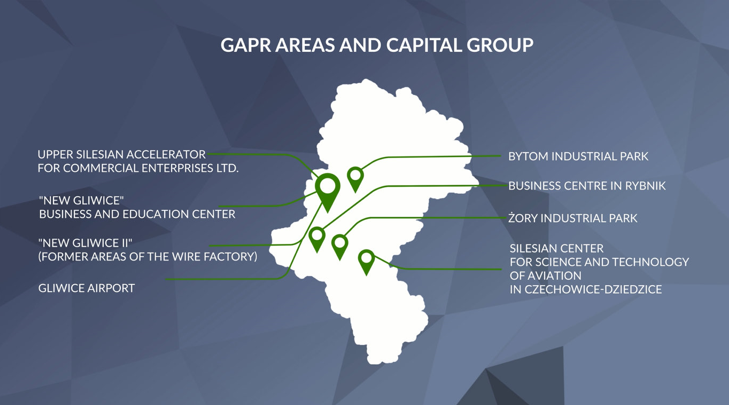 GAPR AREAS AND CAPITAL GROUP
UPPER SILESIAN ACCELERATOR
FOR COMMERCIAL ENTERPRISES LTD.
"NEW GLIWICE"
BUSINESS AND EDUCATION CENTER
"NEW GLIWICE II"
(FORMER AREAS OF THE WIRE FACTORY)
GLIWICE AIRPORT
BYTOM INDUSTRIAL PARK
BUSINESS CENTRE IN RYBNIK
ŻORY INDUSTRIAL PARK
SILESIAN CENTER
FOR SCIENCE AND TECHNOLOGY
OF AVIATION
IN CZECHOWICE-DZIEDZICE